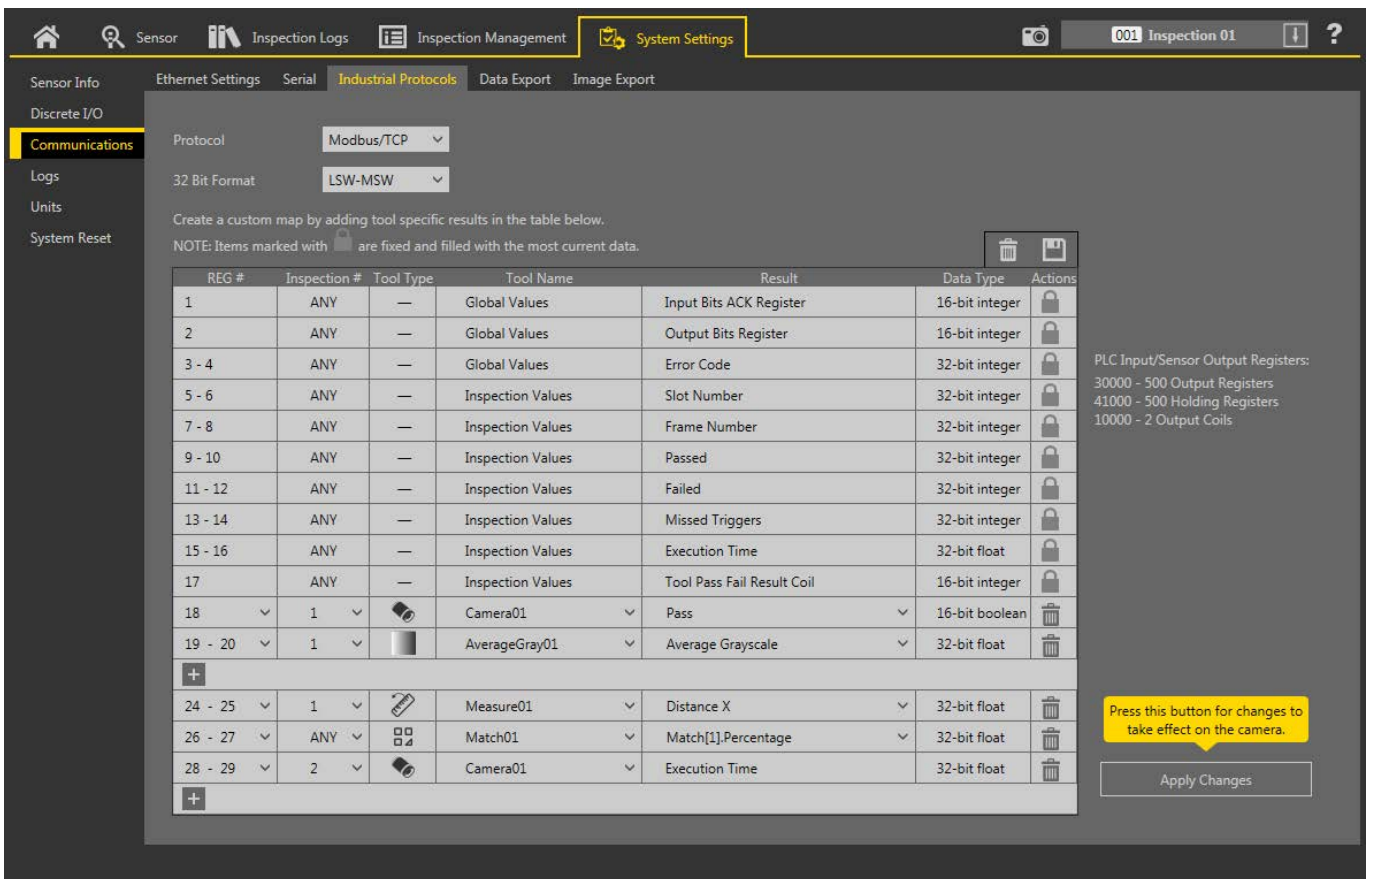 Sensor Inspection Logs Inspection Management System Settings 001 Inspection 01 ?
Sensor Info
Discrete I/O
Communications
Logs
Units
System Reset
Ethernet Settings Serial Industrial Protocols Data Export Image Export
Protocol Modbus/TCP
32 Bit Format LSW-MSW
Create a custom map by adding tool specific results in the table below.
NOTE: Items marked with are fixed and filled with the most current data.
REG # Inspection # Tool Type Tool Name Result Data Type Actions
1 ANY — Global Values Input Bits ACK Register 16-bit integer
2 ANY — Global Values Output Bits Register 16-bit integer
3 - 4 ANY — Global Values Error Code 32-bit integer
5 - 6 ANY — Inspection Values Slot Number 32-bit integer
7 - 8 ANY — Inspection Values Frame Number 32-bit integer
9 - 10 ANY — Inspection Values Passed 32-bit integer
11 - 12 ANY — Inspection Values Failed 32-bit integer
13 - 14 ANY — Inspection Values Missed Triggers 32-bit integer
15 - 16 ANY — Inspection Values Execution Time 32-bit float
17 ANY — Inspection Values Tool Pass Fail Result Coil 16-bit integer
18 1 Camera01 Pass 16-bit boolean
19 - 20 1 AverageGray01 Average Grayscale 32-bit float
+
24 - 25 1 Measure01 Distance X 32-bit float
26 - 27 ANY Match01 Match[1].Percentage 32-bit float
28 - 29 2 Camera01 Execution Time 32-bit float
+
PLC Input/Sensor Output Registers:
30000 - 500 Output Registers
41000 - 500 Holding Registers
10000 - 2 Output Coils
Press this button for changes to
take effect on the camera.
Apply Changes